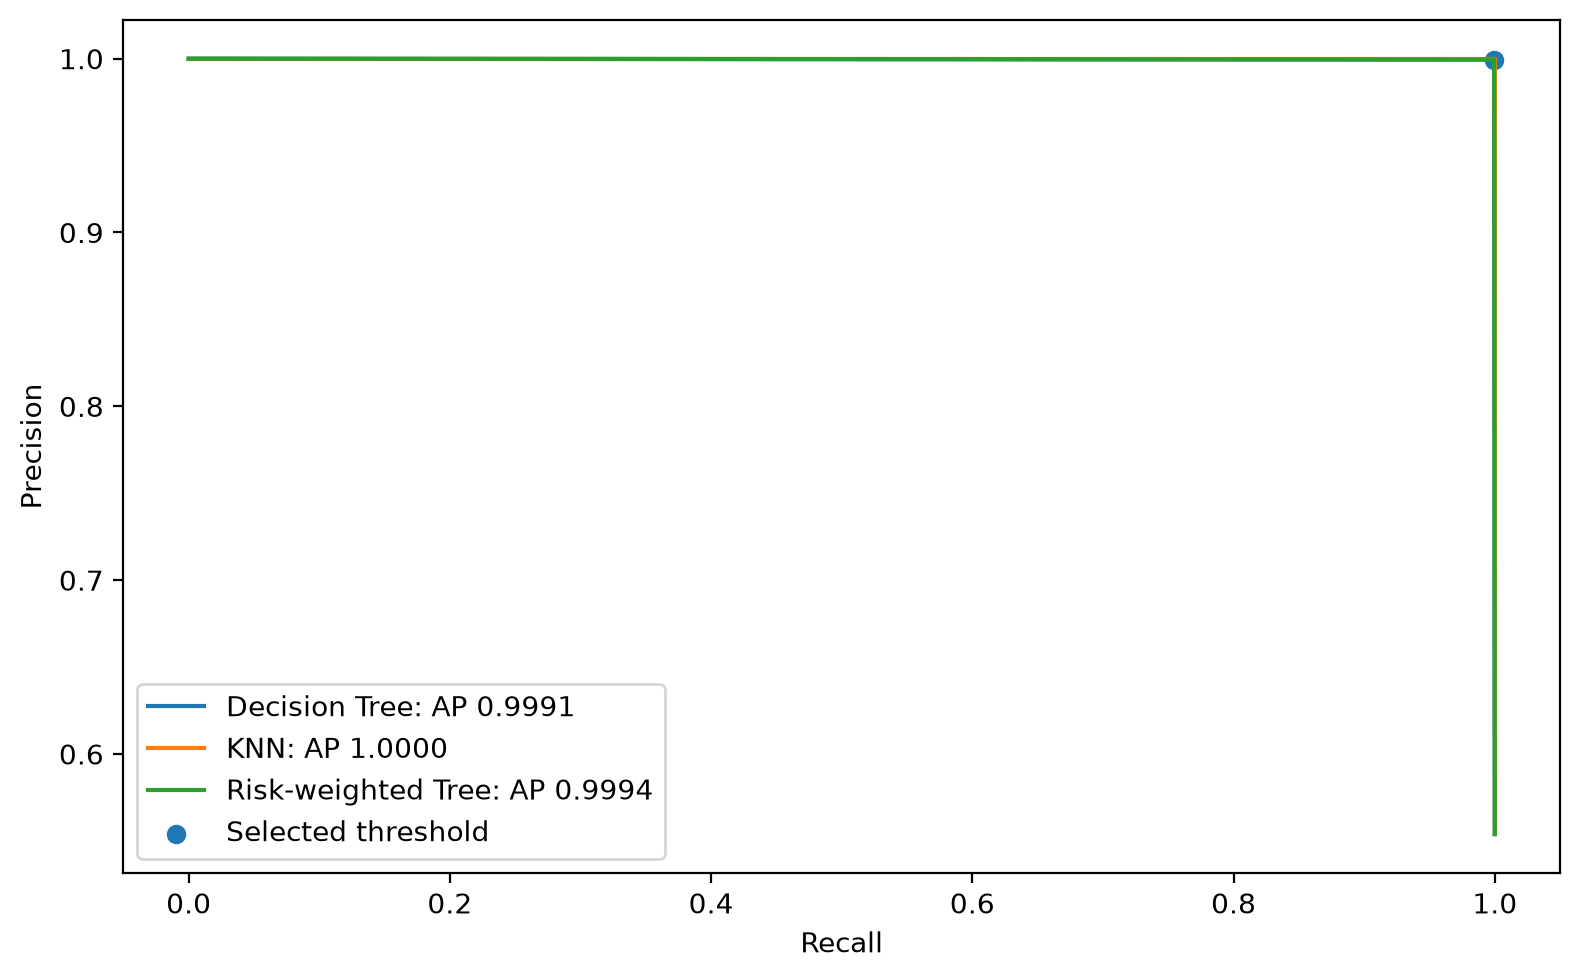 1.0
0.9
0.8
0.7
0.6
Precision
Decision Tree: AP 0.9991
KNN: AP 1.0000
Risk-weighted Tree: AP 0.9994
Selected threshold
0.0 0.2 0.4 0.6 0.8 1.0
Recall